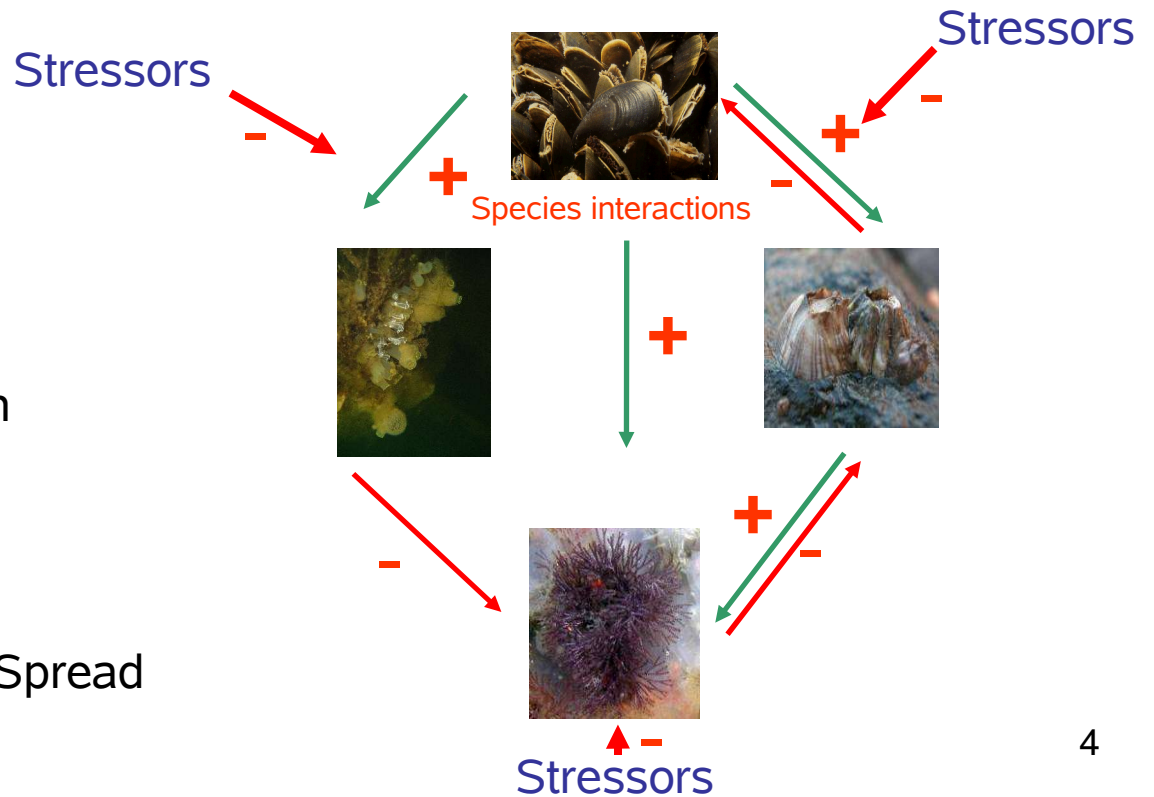 Stressors
Stressors
-
-
+
+
-
Species interactions
+
n
+
-
-
Spread
-
Stressors
4